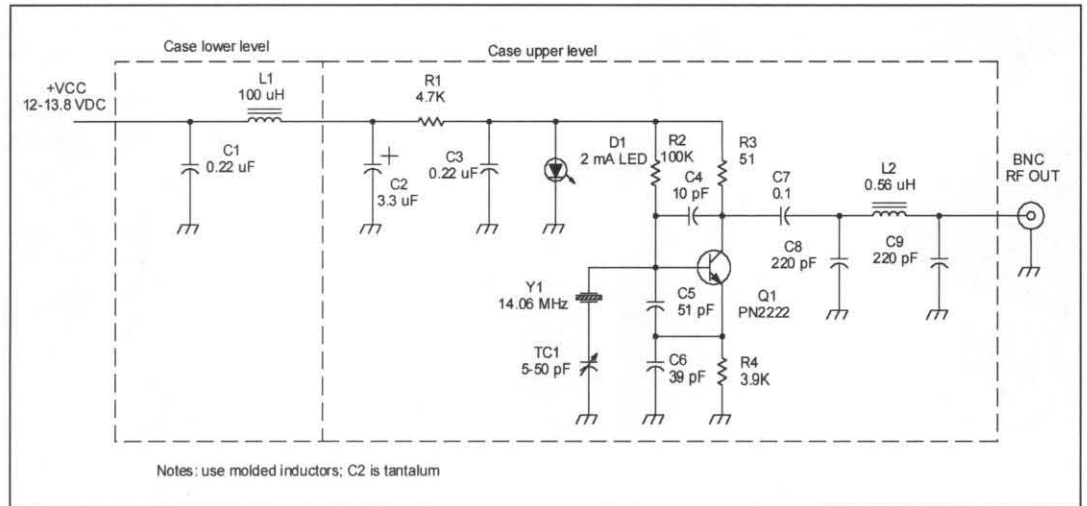 Case lower level
Case upper level
+VCC
12-13.8 VDC
L1
100 uH
R1
4.7K
C1
0.22 uF
C2
3.3 uF
C3
0.22 uF
D1
2 mA LED
R2
100K
R3
51
C4
10 pF
C7
0.1
L2
0.56 uH
BNC
RF OUT
C8
220 pF
C9
220 pF
Y1
14.06 MHz
C5
51 pF
Q1
PN2222
TC1
5-50 pF
C6
39 pF
R4
3.9K
Notes: use molded inductors; C2 is tantalum